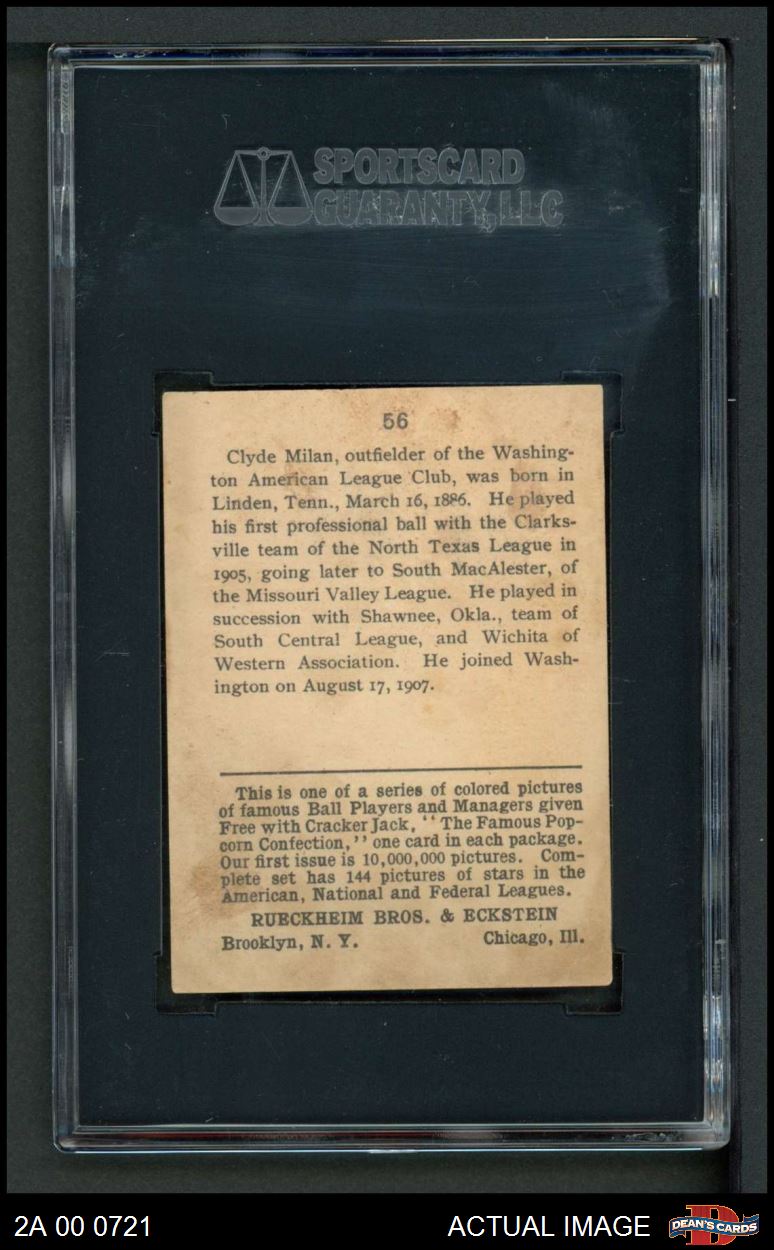 SPORTSCARD
GUARANTY, LLC
56
Clyde Milan, outfielder of the Washing-
ton American League Club, was born in
Linden, Tenn., March 16, 1886. He played
his first professional ball with the Clarks-
ville team of the North Texas League in
1905, going later to South MacAlester, of
the Missouri Valley League. He played in
succession with Shawnee, Okla., team of
South Central League, and Wichita of
Western Association. He joined Wash-
ington on August 17, 1907.
This is one of a series of colored pictures
of famous Ball Players and Managers given
Free with Cracker Jack, "The Famous Pop-
corn Confection," one card in each package.
Our first issue is 10,000,000 pictures. Com-
plete set has 144 pictures of stars in the
American, National and Federal Leagues.
RUECKHEIM BROS. & ECKSTEIN
Brooklyn, N. Y. Chicago, Ill.
2A 00 0721 ACTUAL IMAGE DEAN'S CARDS